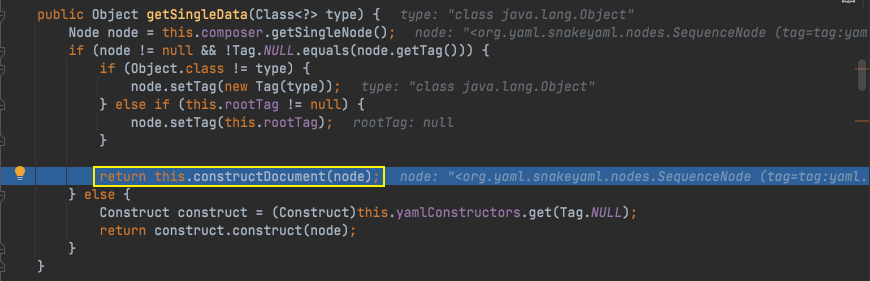 public Object getSingleData(Class<?> type) {   type: "class java.lang.Object"
    Node node = this.composer.getSingleNode();   node: "<org.yaml.snakeyaml.nodes.SequenceNode (tag=tag:yam
    if (node != null && !Tag.NULL.equals(node.getTag())) {
        if (Object.class != type) {
            node.setTag(new Tag(type));   type: "class java.lang.Object"
        } else if (this.rootTag != null) {
            node.setTag(this.rootTag);   rootTag: null
        }
        return this.constructDocument(node);   node: "<org.yaml.snakeyaml.nodes.SequenceNode (tag=tag:yaml.
    } else {
        Construct construct = (Construct)this.yamlConstructors.get(Tag.NULL);
        return construct.construct(node);
    }
}